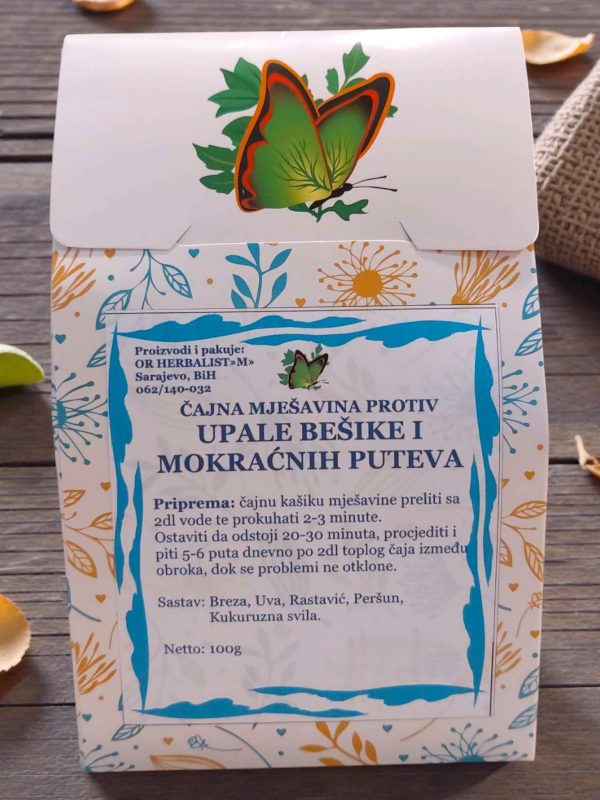 Proizvodi i pakuje:
OR HERBALIST»M»
Sarajevo, BiH
062/140-032
ČAJNA MJEŠAVINA PROTIV
UPALE BEŠIKE I
MOKRAĆNIH PUTEVA
Priprema: čajnu kašiku mješavine preliti sa
2dl vode te prokuhati 2-3 minute.
Ostaviti da odstoji 20-30 minuta, procjediti i
piti 5-6 puta dnevno po 2dl toplog čaja između
obroka, dok se problemi ne otklone.
Sastav: Breza, Uva, Rastavić, Peršun,
Kukuruzna svila.
Netto: 100g